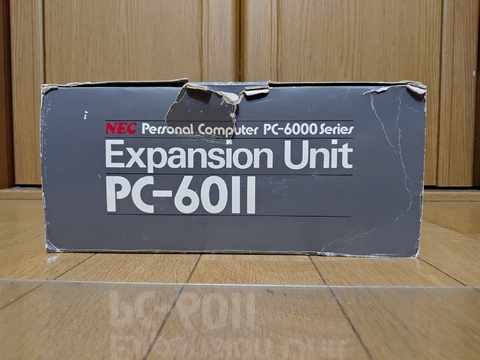 NEC Personal Computer PC-6000 Series
Expansion Unit
PC-6011